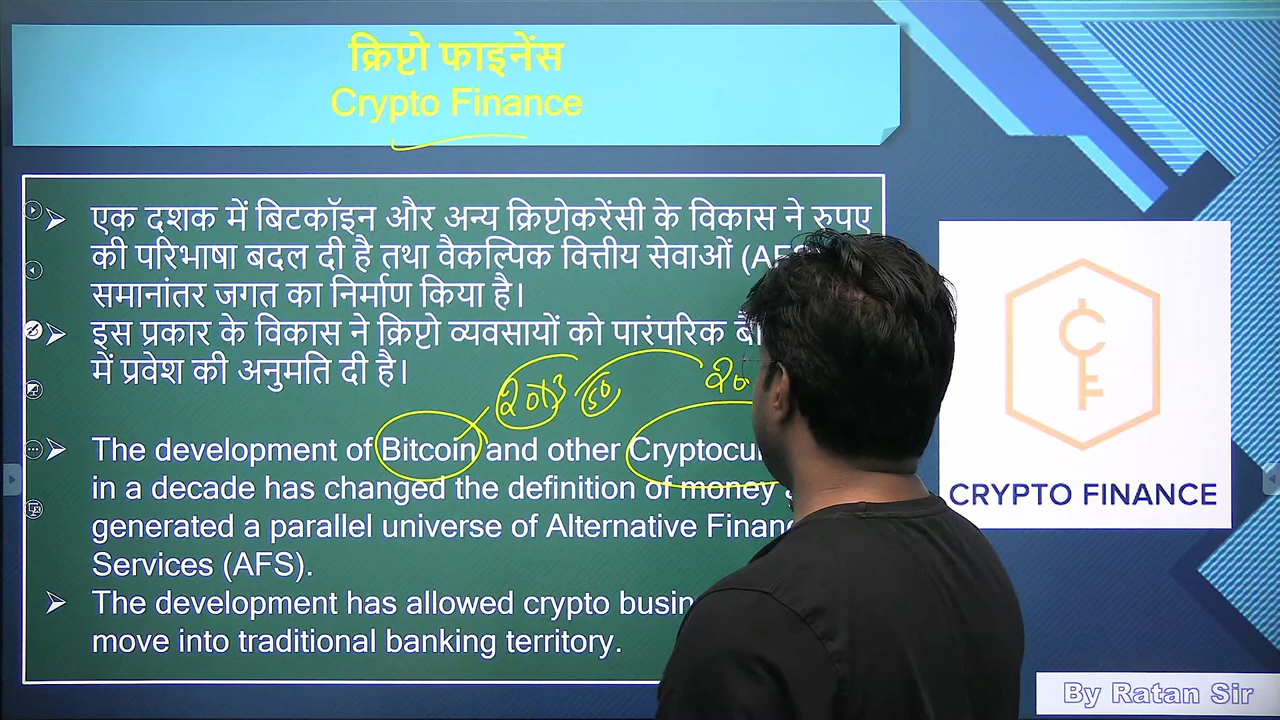 क्रिप्टो फाइनेंस
Crypto Finance
एक दशक में बिटकॉइन और अन्य क्रिप्टोकरेंसी के विकास ने रुपए
की परिभाषा बदल दी है तथा वैकल्पिक वित्तीय सेवाओं
समानांतर जगत का निर्माण किया है।
इस प्रकार के विकास ने क्रिप्टो व्यवसायों को पारंपरिक
में प्रवेश की अनुमति दी है।
2013 50
The development of Bitcoin and other
in a decade has changed the definition of money
generated a parallel universe of Alternative
Services (AFS).
The development has allowed crypto
move into traditional banking territory.
CRYPTO FINANCE
By Ratan Sir